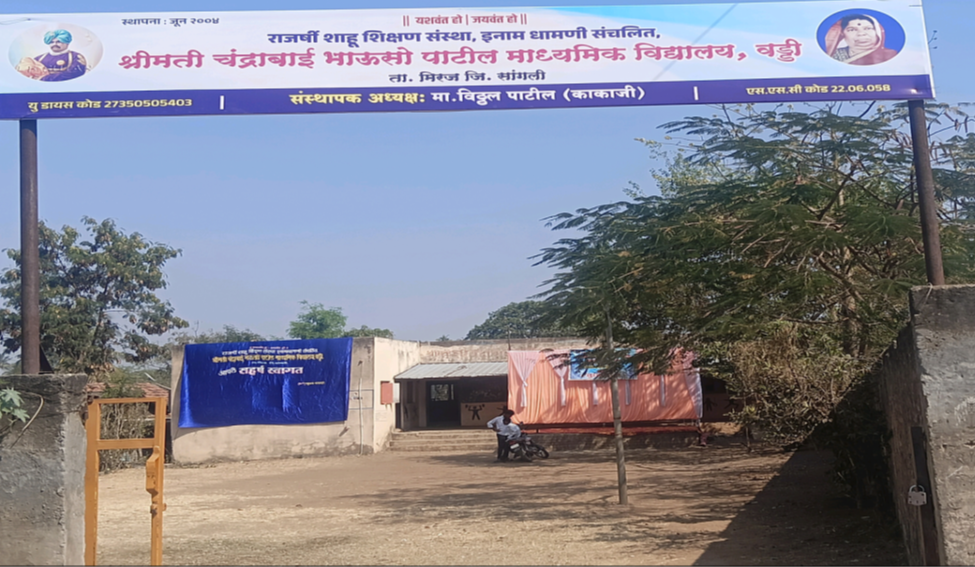 स्थापना : जून २००४
|| यशवंत हो | जयवंत हो ||
राजर्षी शाहू शिक्षण संस्था, इनाम धामणी संचलित,
श्रीमती चंद्राबाई भाऊसो पाटील माध्यमिक विद्यालय, वड्डी
ता. मिरज जि. सांगली
यु डायस कोड 27350505403 | संस्थापक अध्यक्ष: मा.विठ्ठल पाटील (काकाजी) | एस.एस.सी कोड 22.06.058
सहर्ष स्वागत